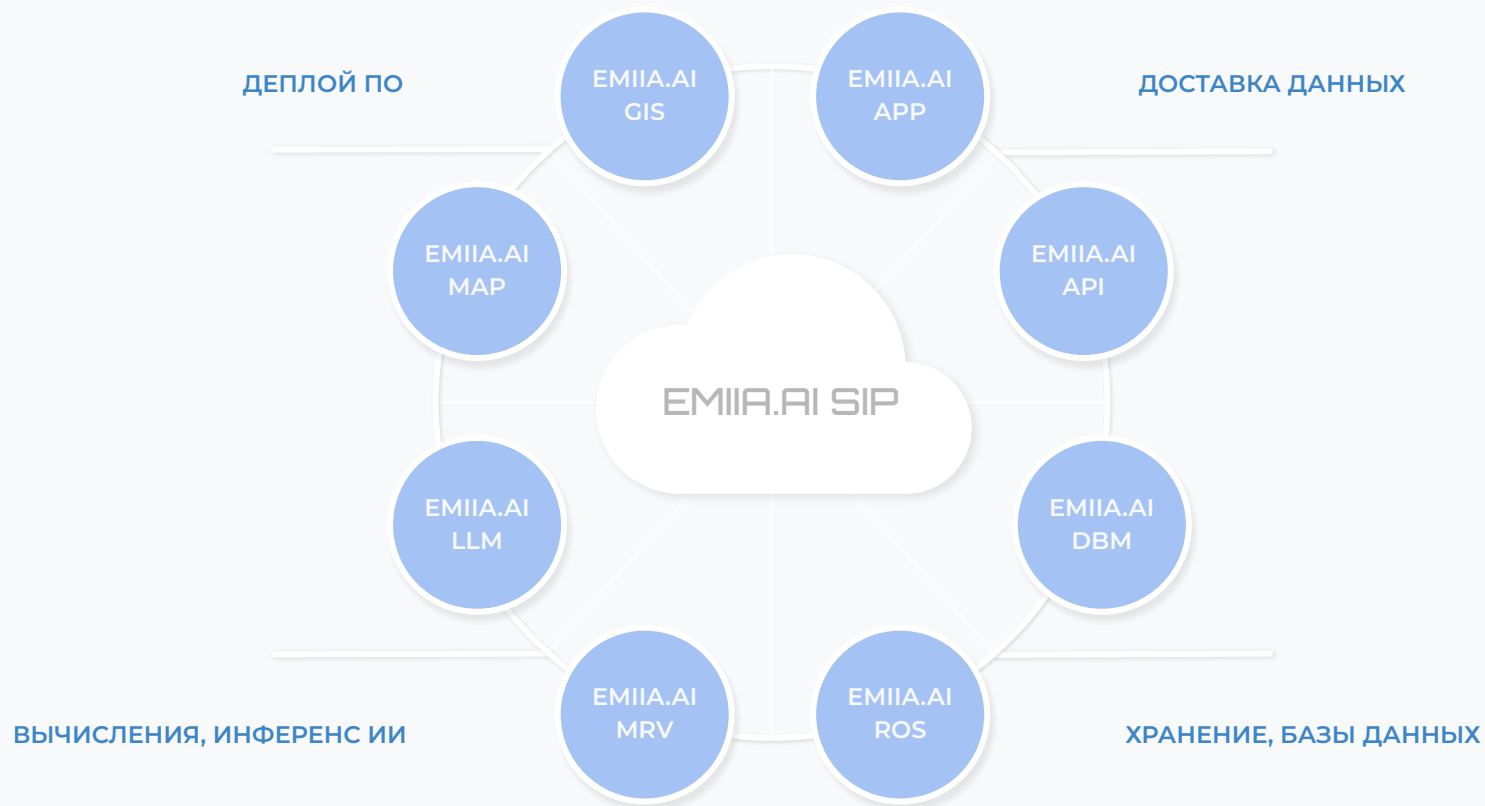 ДЕПЛОЙ ПО
EMIIA.AI
GIS
EMIIA.AI
APP
ДОСТАВКА ДАННЫХ
EMIIA.AI
MAP
EMIIA.AI
API
EMIIA.AI SIP
EMIIA.AI
LLM
EMIIA.AI
DBM
EMIIA.AI
MRV
EMIIA.AI
ROS
ВЫЧИСЛЕНИЯ, ИНФЕРЕНС ИИ
ХРАНЕНИЕ, БАЗЫ ДАННЫХ